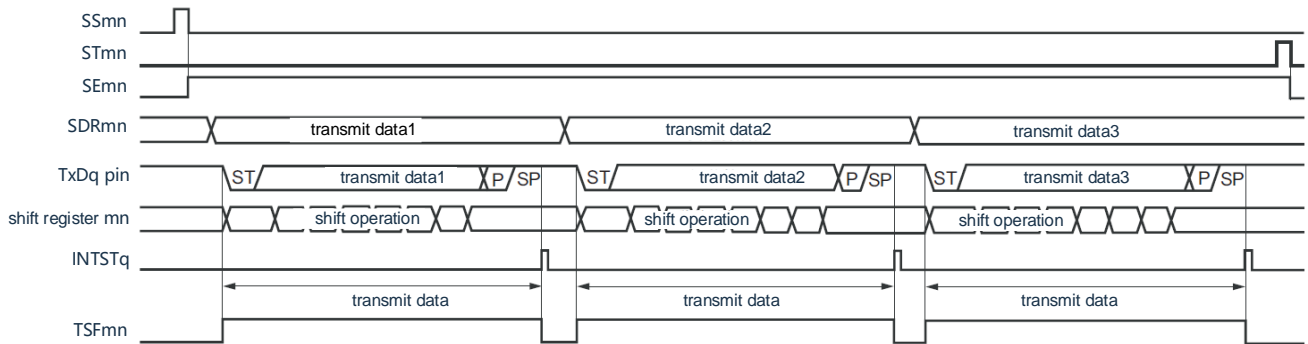 SSmn
STmn
SEmn
SDRmn transmit data1 transmit data2 transmit data3
TxDq pin ST transmit data1 P SP ST transmit data2 P SP ST transmit data3 P SP
shift register mn shift operation shift operation shift operation
INTSTq
transmit data transmit data transmit data
TSFmn